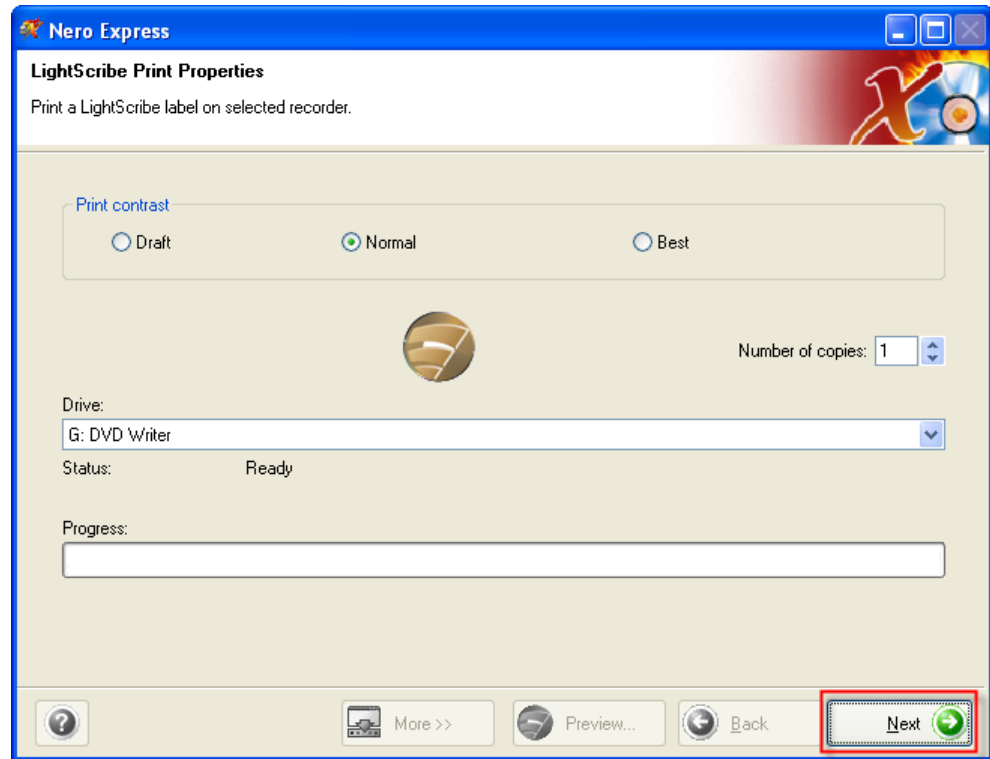 Nero Express
LightScribe Print Properties
Print a LightScribe label on selected recorder.
Print contrast
Draft Normal Best
Number of copies: 1
Drive:
G: DVD Writer
Status: Ready
Progress:
? More >> Preview... Back Next